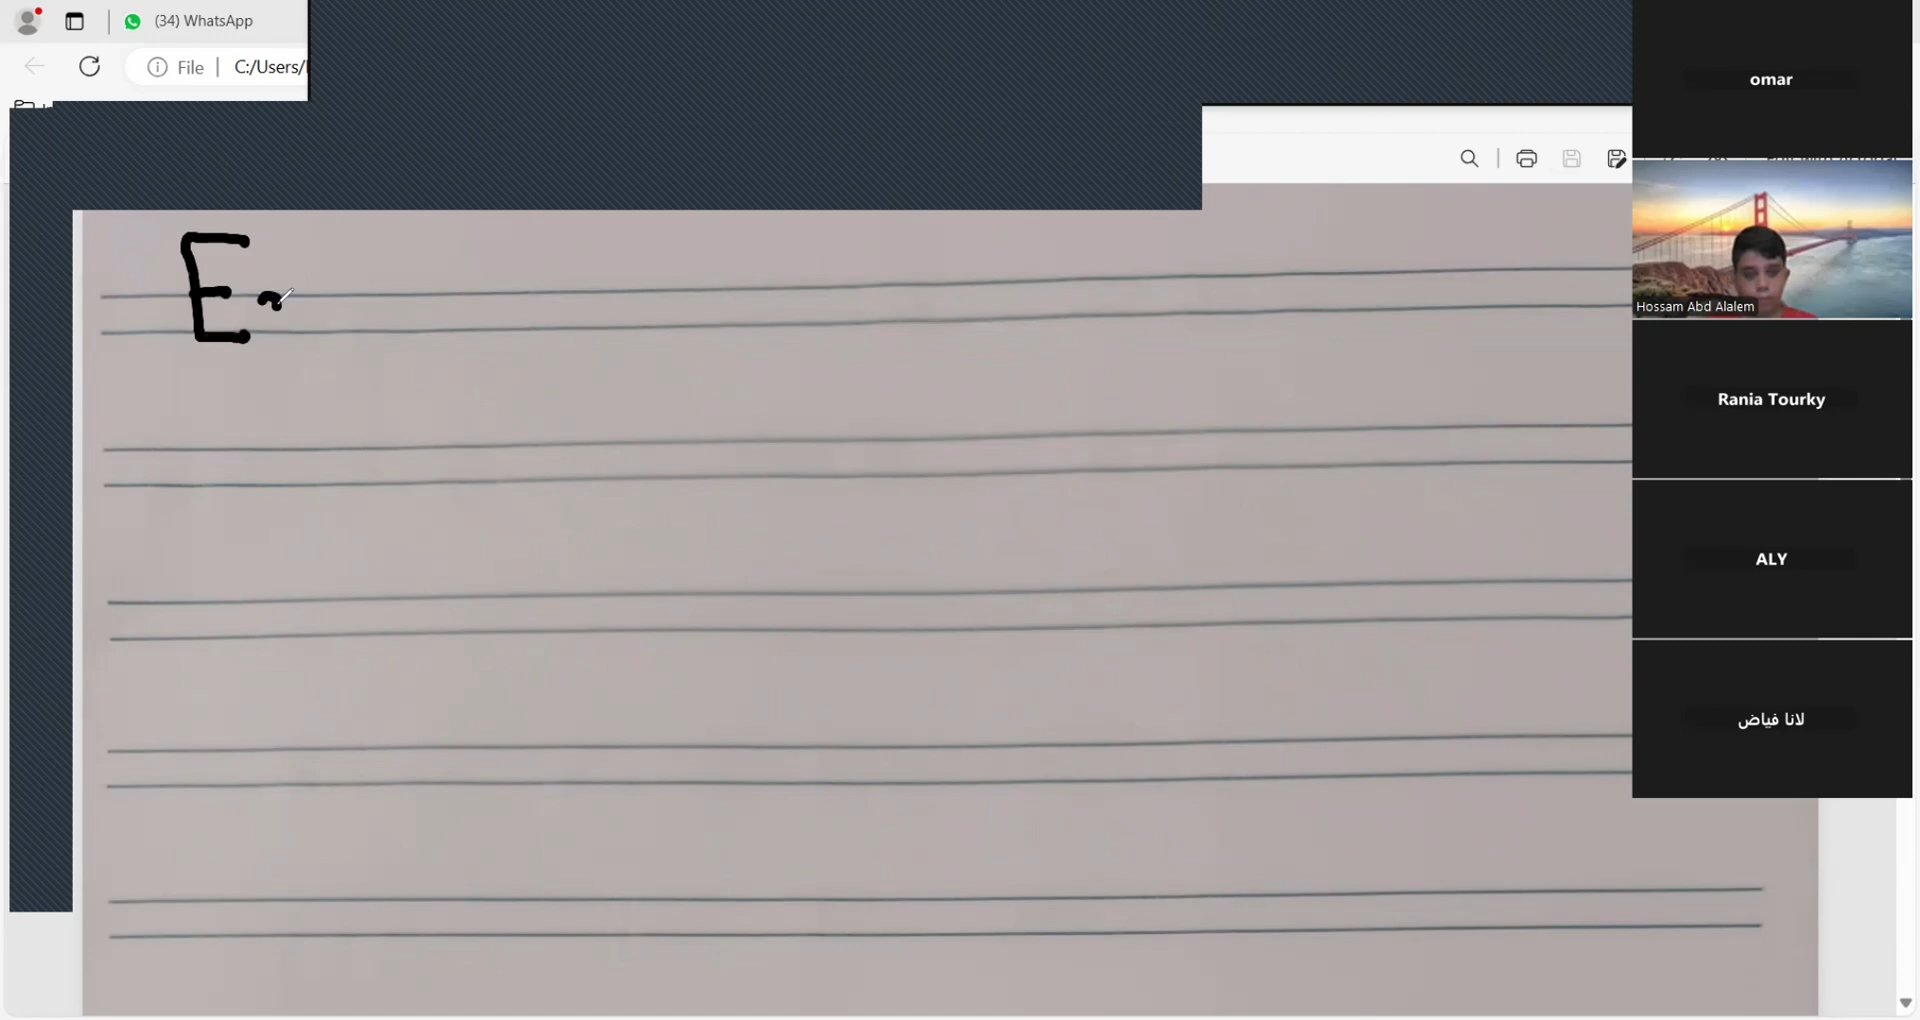 (34) WhatsApp
File C:/Users/
E
omar
Hossam Abd Alalem
Rania Tourky
ALY
لانا فياض